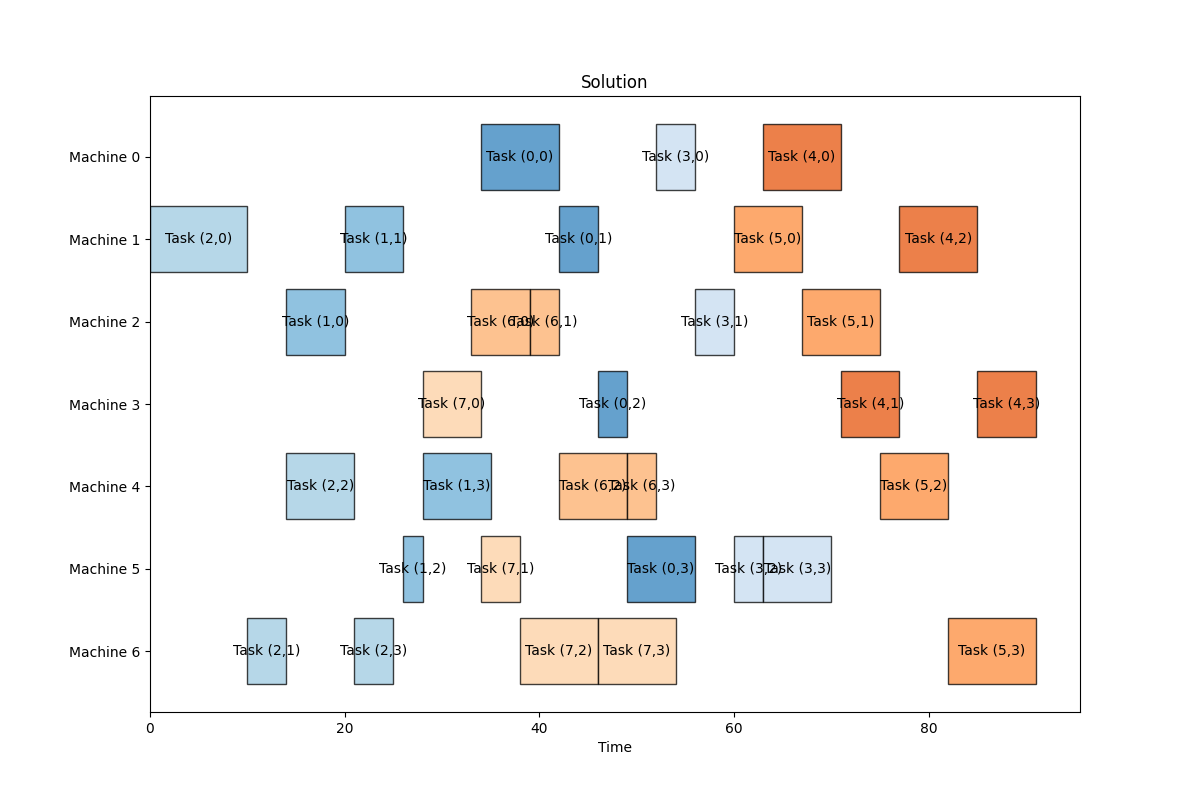 Solution
Machine 0
Task (0,0)
Task (3,0)
Task (4,0)
Machine 1
Task (2,0)
Task (1,1)
Task (0,1)
Task (5,0)
Task (4,2)
Machine 2
Task (1,0)
Task (6,0)
Task (6,1)
Task (3,1)
Task (5,1)
Machine 3
Task (7,0)
Task (0,2)
Task (4,1)
Task (4,3)
Machine 4
Task (2,2)
Task (1,3)
Task (6,2)
Task (6,3)
Task (5,2)
Machine 5
Task (1,2)
Task (7,1)
Task (0,3)
Task (3,2)
Task (3,3)
Machine 6
Task (2,1)
Task (2,3)
Task (7,2)
Task (7,3)
Task (5,3)
0 20 40 60 80
Time